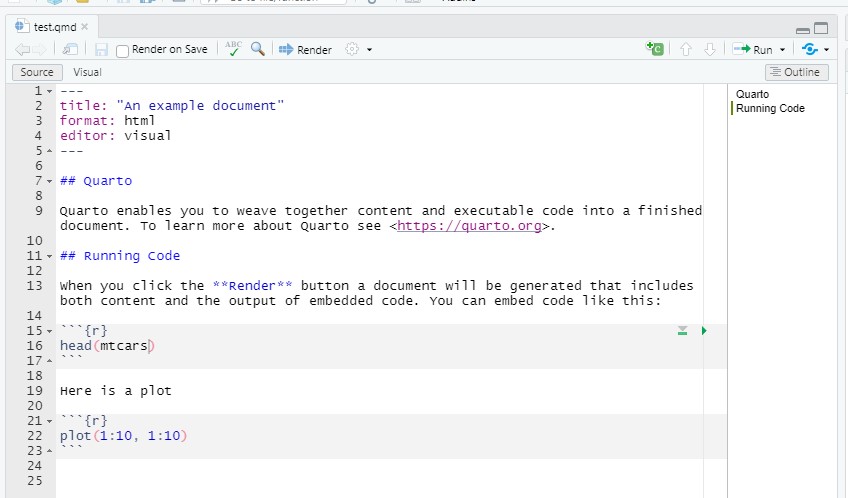 test.qmd
Render on Save ABC Render Run
Source Visual Outline
1 ---
2 title: "An example document"
3 format: html
4 editor: visual
5 ---
6
7 ## Quarto
8
9 Quarto enables you to weave together content and executable code into a finished
document. To learn more about Quarto see <https://quarto.org>.
10
11 ## Running Code
12
13 When you click the **Render** button a document will be generated that includes
both content and the output of embedded code. You can embed code like this:
14
15 ```{r}
16 head(mtcars)
17 ```
18
19 Here is a plot
20
21 ```{r}
22 plot(1:10, 1:10)
23 ```
24
25
Quarto
Running Code